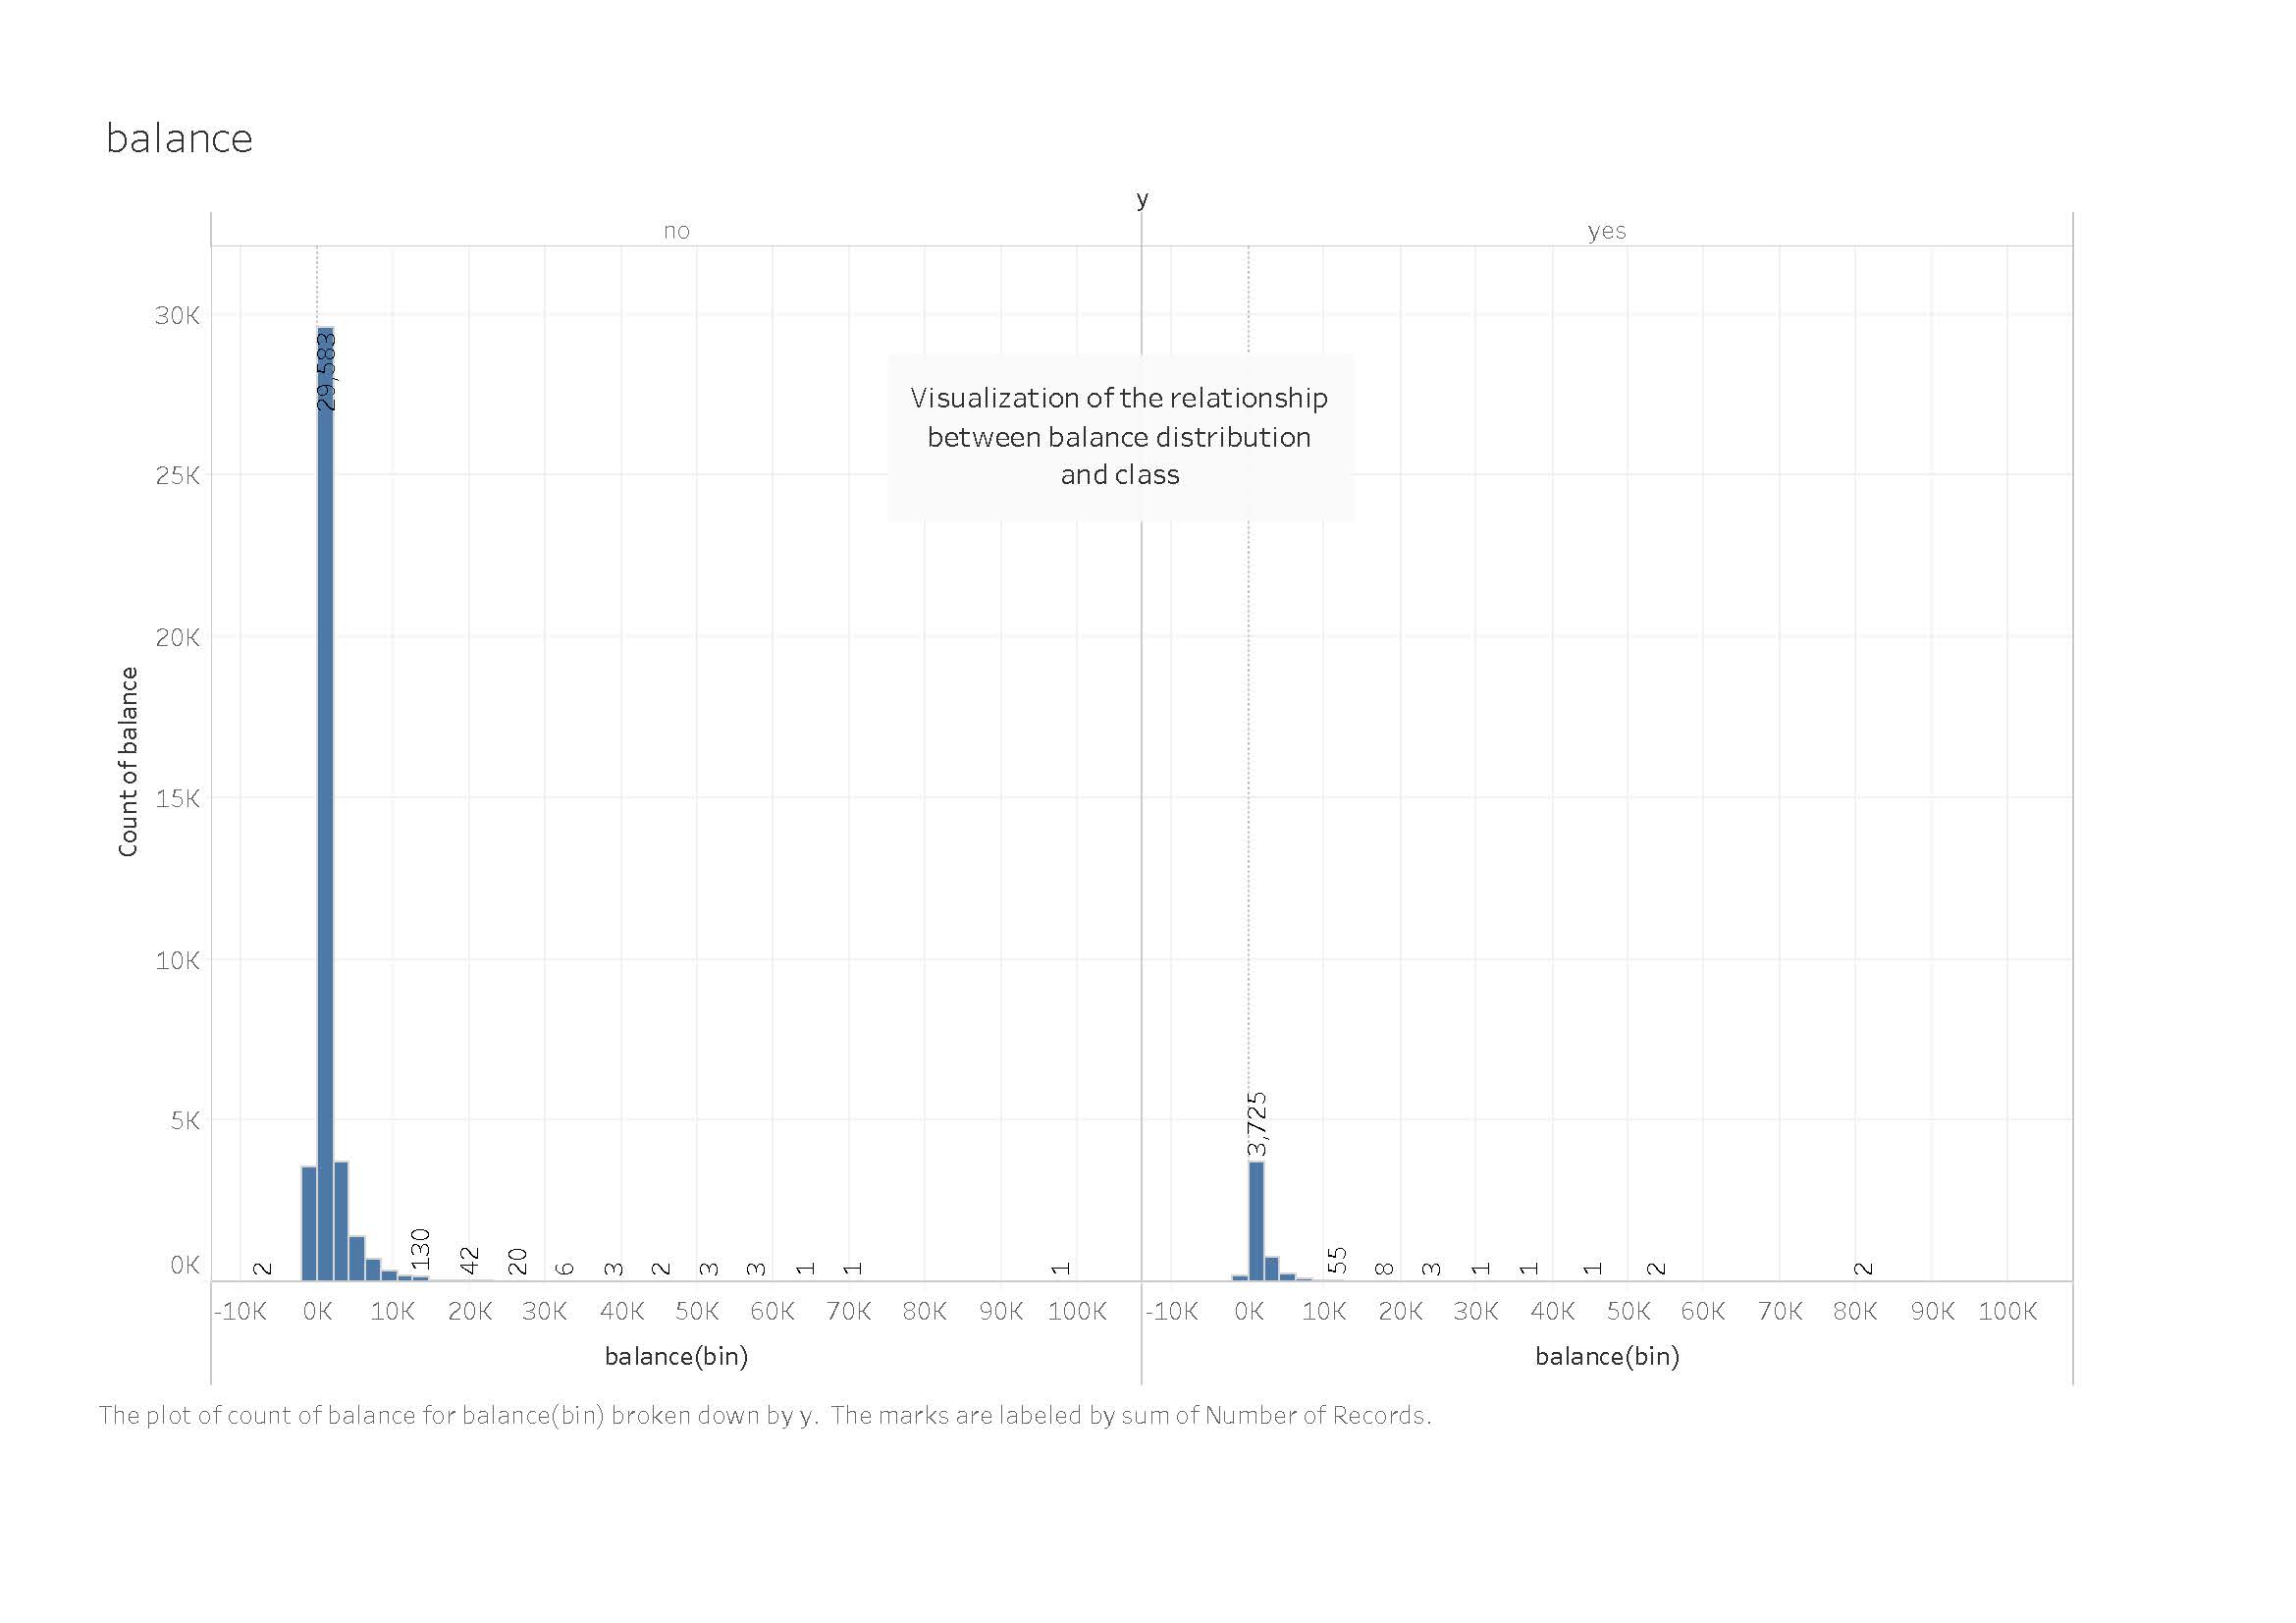 balance
y
no
yes
30K
25K
20K
15K
10K
5K
0K
Count of balance
29,583
2
130
42
20
6
3
2
3
3
1
1
1
Visualization of the relationship
between balance distribution
and class
3,725
55
8
3
1
1
1
2
2
-10K 0K 10K 20K 30K 40K 50K 60K 70K 80K 90K 100K
-10K 0K 10K 20K 30K 40K 50K 60K 70K 80K 90K 100K
balance(bin)
balance(bin)
The plot of count of balance for balance(bin) broken down by y. The marks are labeled by sum of Number of Records.